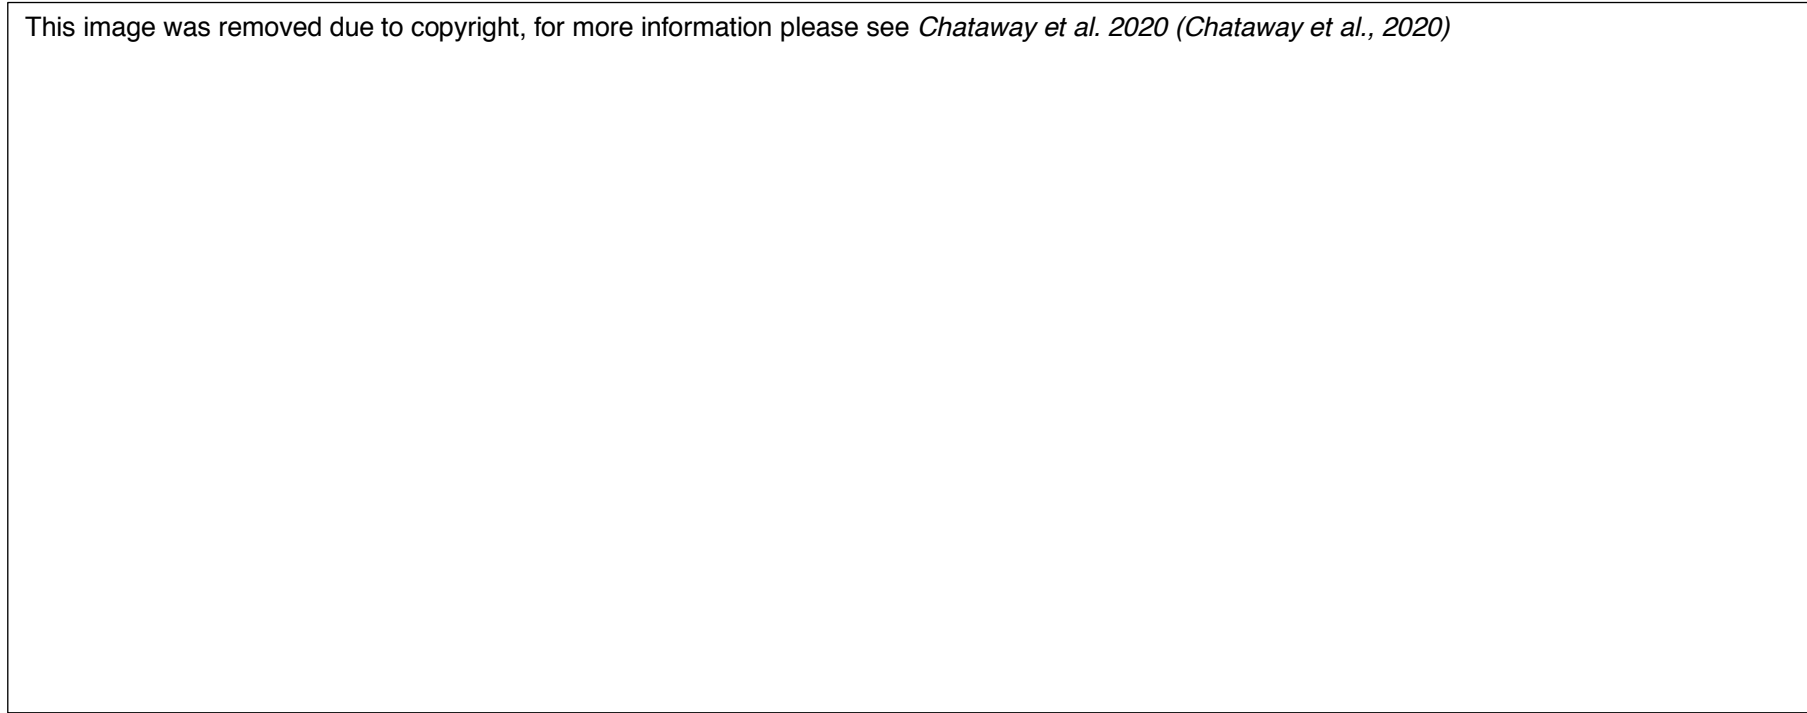 This image was removed due to copyright, for more information please see Chataway et al. 2020 (Chataway et al., 2020)